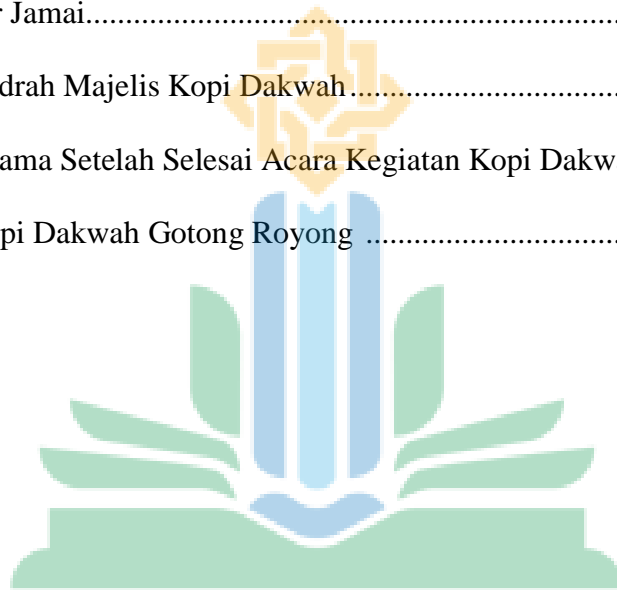 r Jamai................................................................
drah Majelis Kopi Dakwah................................
ama Setelah Selesai Acara Kegiatan Kopi Dakw
pi Dakwah Gotong Royong ..............................